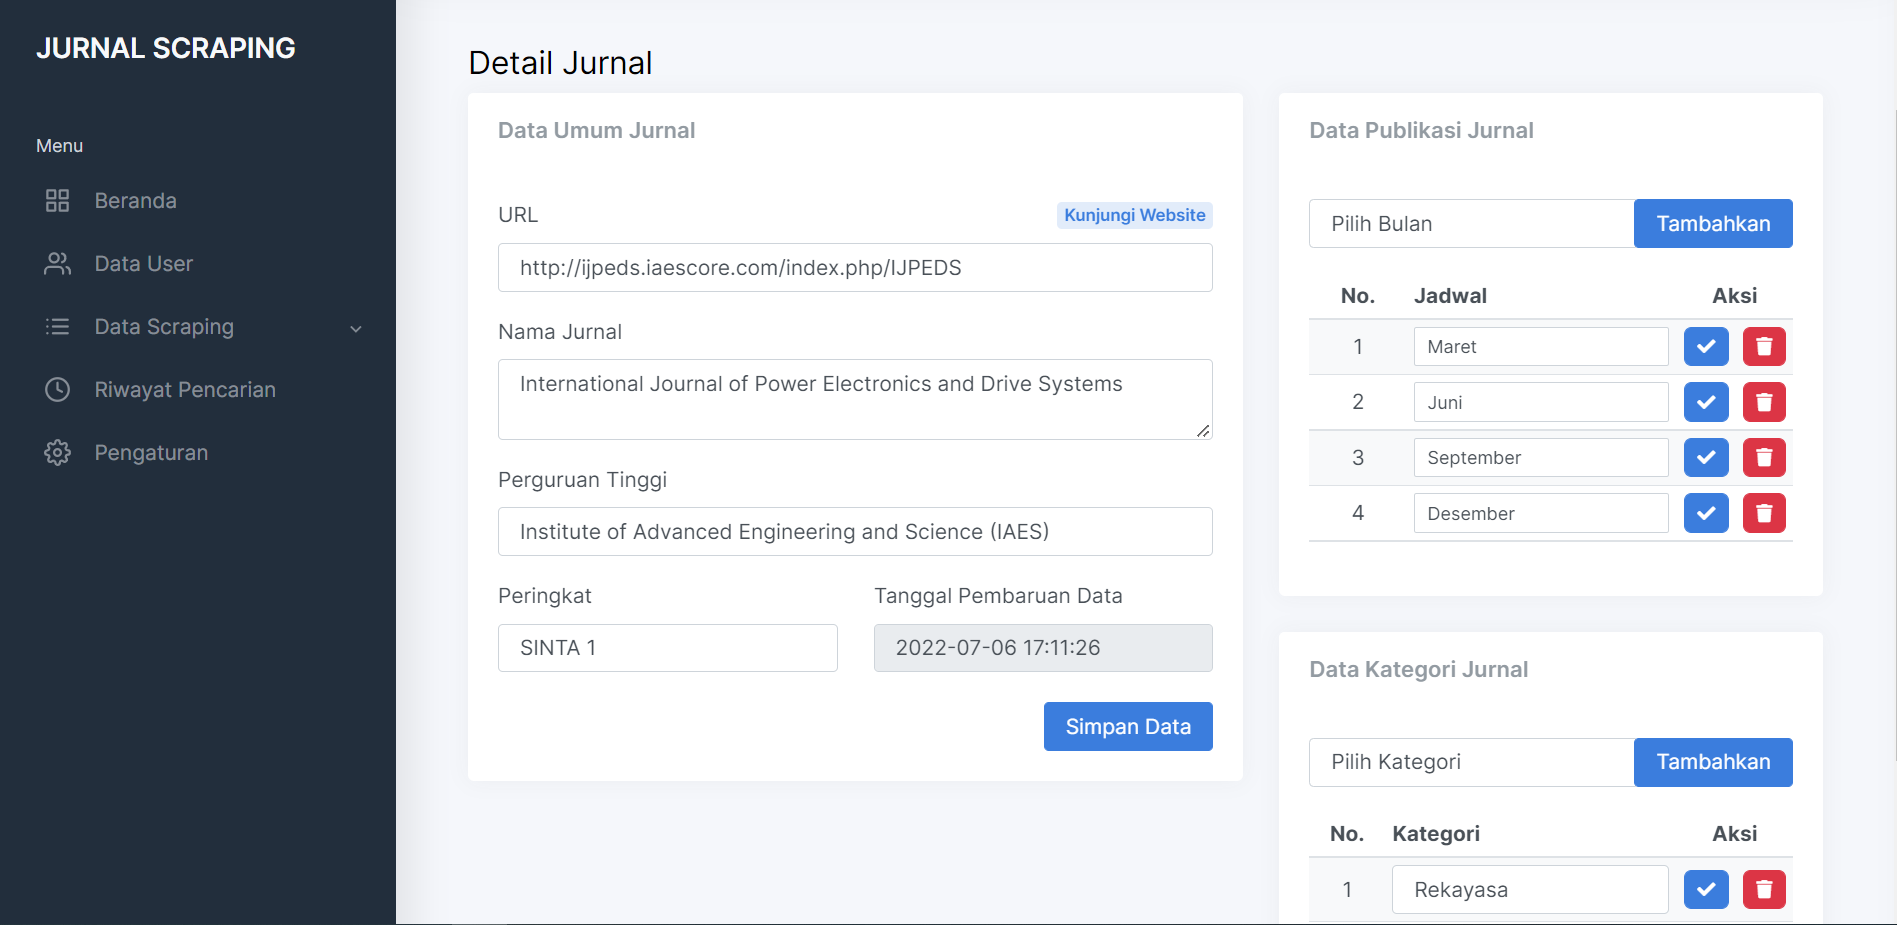 JURNAL SCRAPING
Menu
Beranda
Data User
Data Scraping
Riwayat Pencarian
Pengaturan
Detail Jurnal
Data Umum Jurnal
URL
Kunjungi Website
http://ijpeds.iaescore.com/index.php/IJPEDS
Nama Jurnal
International Journal of Power Electronics and Drive Systems
Perguruan Tinggi
Institute of Advanced Engineering and Science (IAES)
Peringkat
Tanggal Pembaruan Data
SINTA 1
2022-07-06 17:11:26
Simpan Data
Data Publikasi Jurnal
Pilih Bulan
Tambahkan
No. Jadwal Aksi
1 Maret
2 Juni
3 September
4 Desember
Data Kategori Jurnal
Pilih Kategori
Tambahkan
No. Kategori Aksi
1 Rekayasa